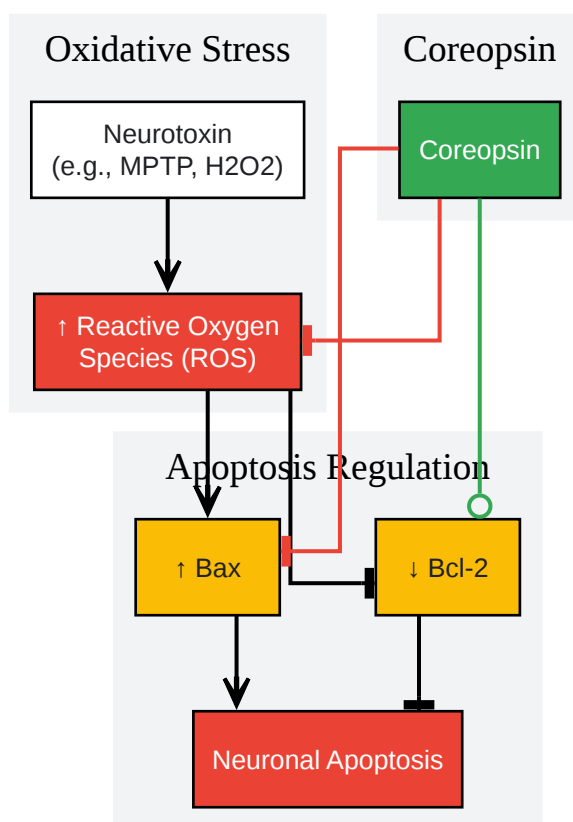 Oxidative Stress
Coreopsin
Neurotoxin
(e.g., MPTP, H2O2)
Coreopsin
↑ Reactive Oxygen
Species (ROS)
Apoptosis Regulation
↑ Bax
↓ Bcl-2
Neuronal Apoptosis